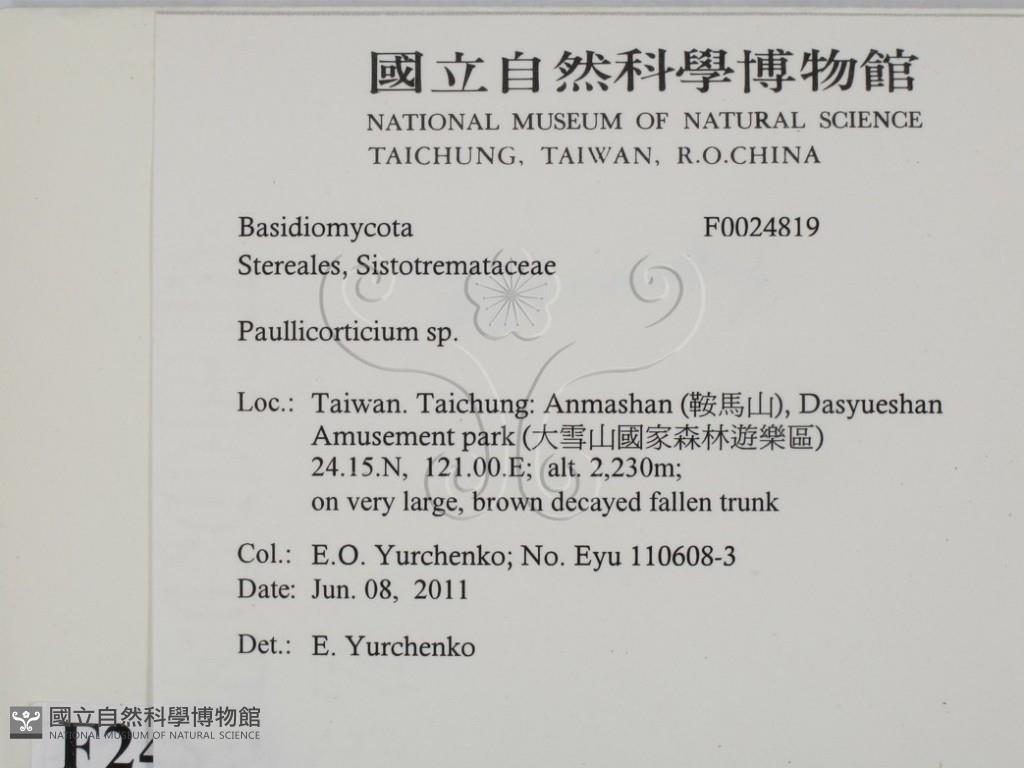 國立自然科學博物館
NATIONAL MUSEUM OF NATURAL SCIENCE
TAICHUNG, TAIWAN, R.O.CHINA
Basidiomycota F0024819
Stereales, Sistotremataceae
Paullicorticium sp.
Loc.: Taiwan. Taichung: Anmashan (鞍馬山), Dasyueshan
Amusement park (大雪山國家森林遊樂區)
24.15.N, 121.00.E; alt. 2,230m;
on very large, brown decayed fallen trunk
Col.: E.O. Yurchenko; No. Eyu 110608-3
Date: Jun. 08, 2011
Det.: E. Yurchenko
國立自然科學博物館
NATIONAL MUSEUM OF NATURAL SCIENCE
F24